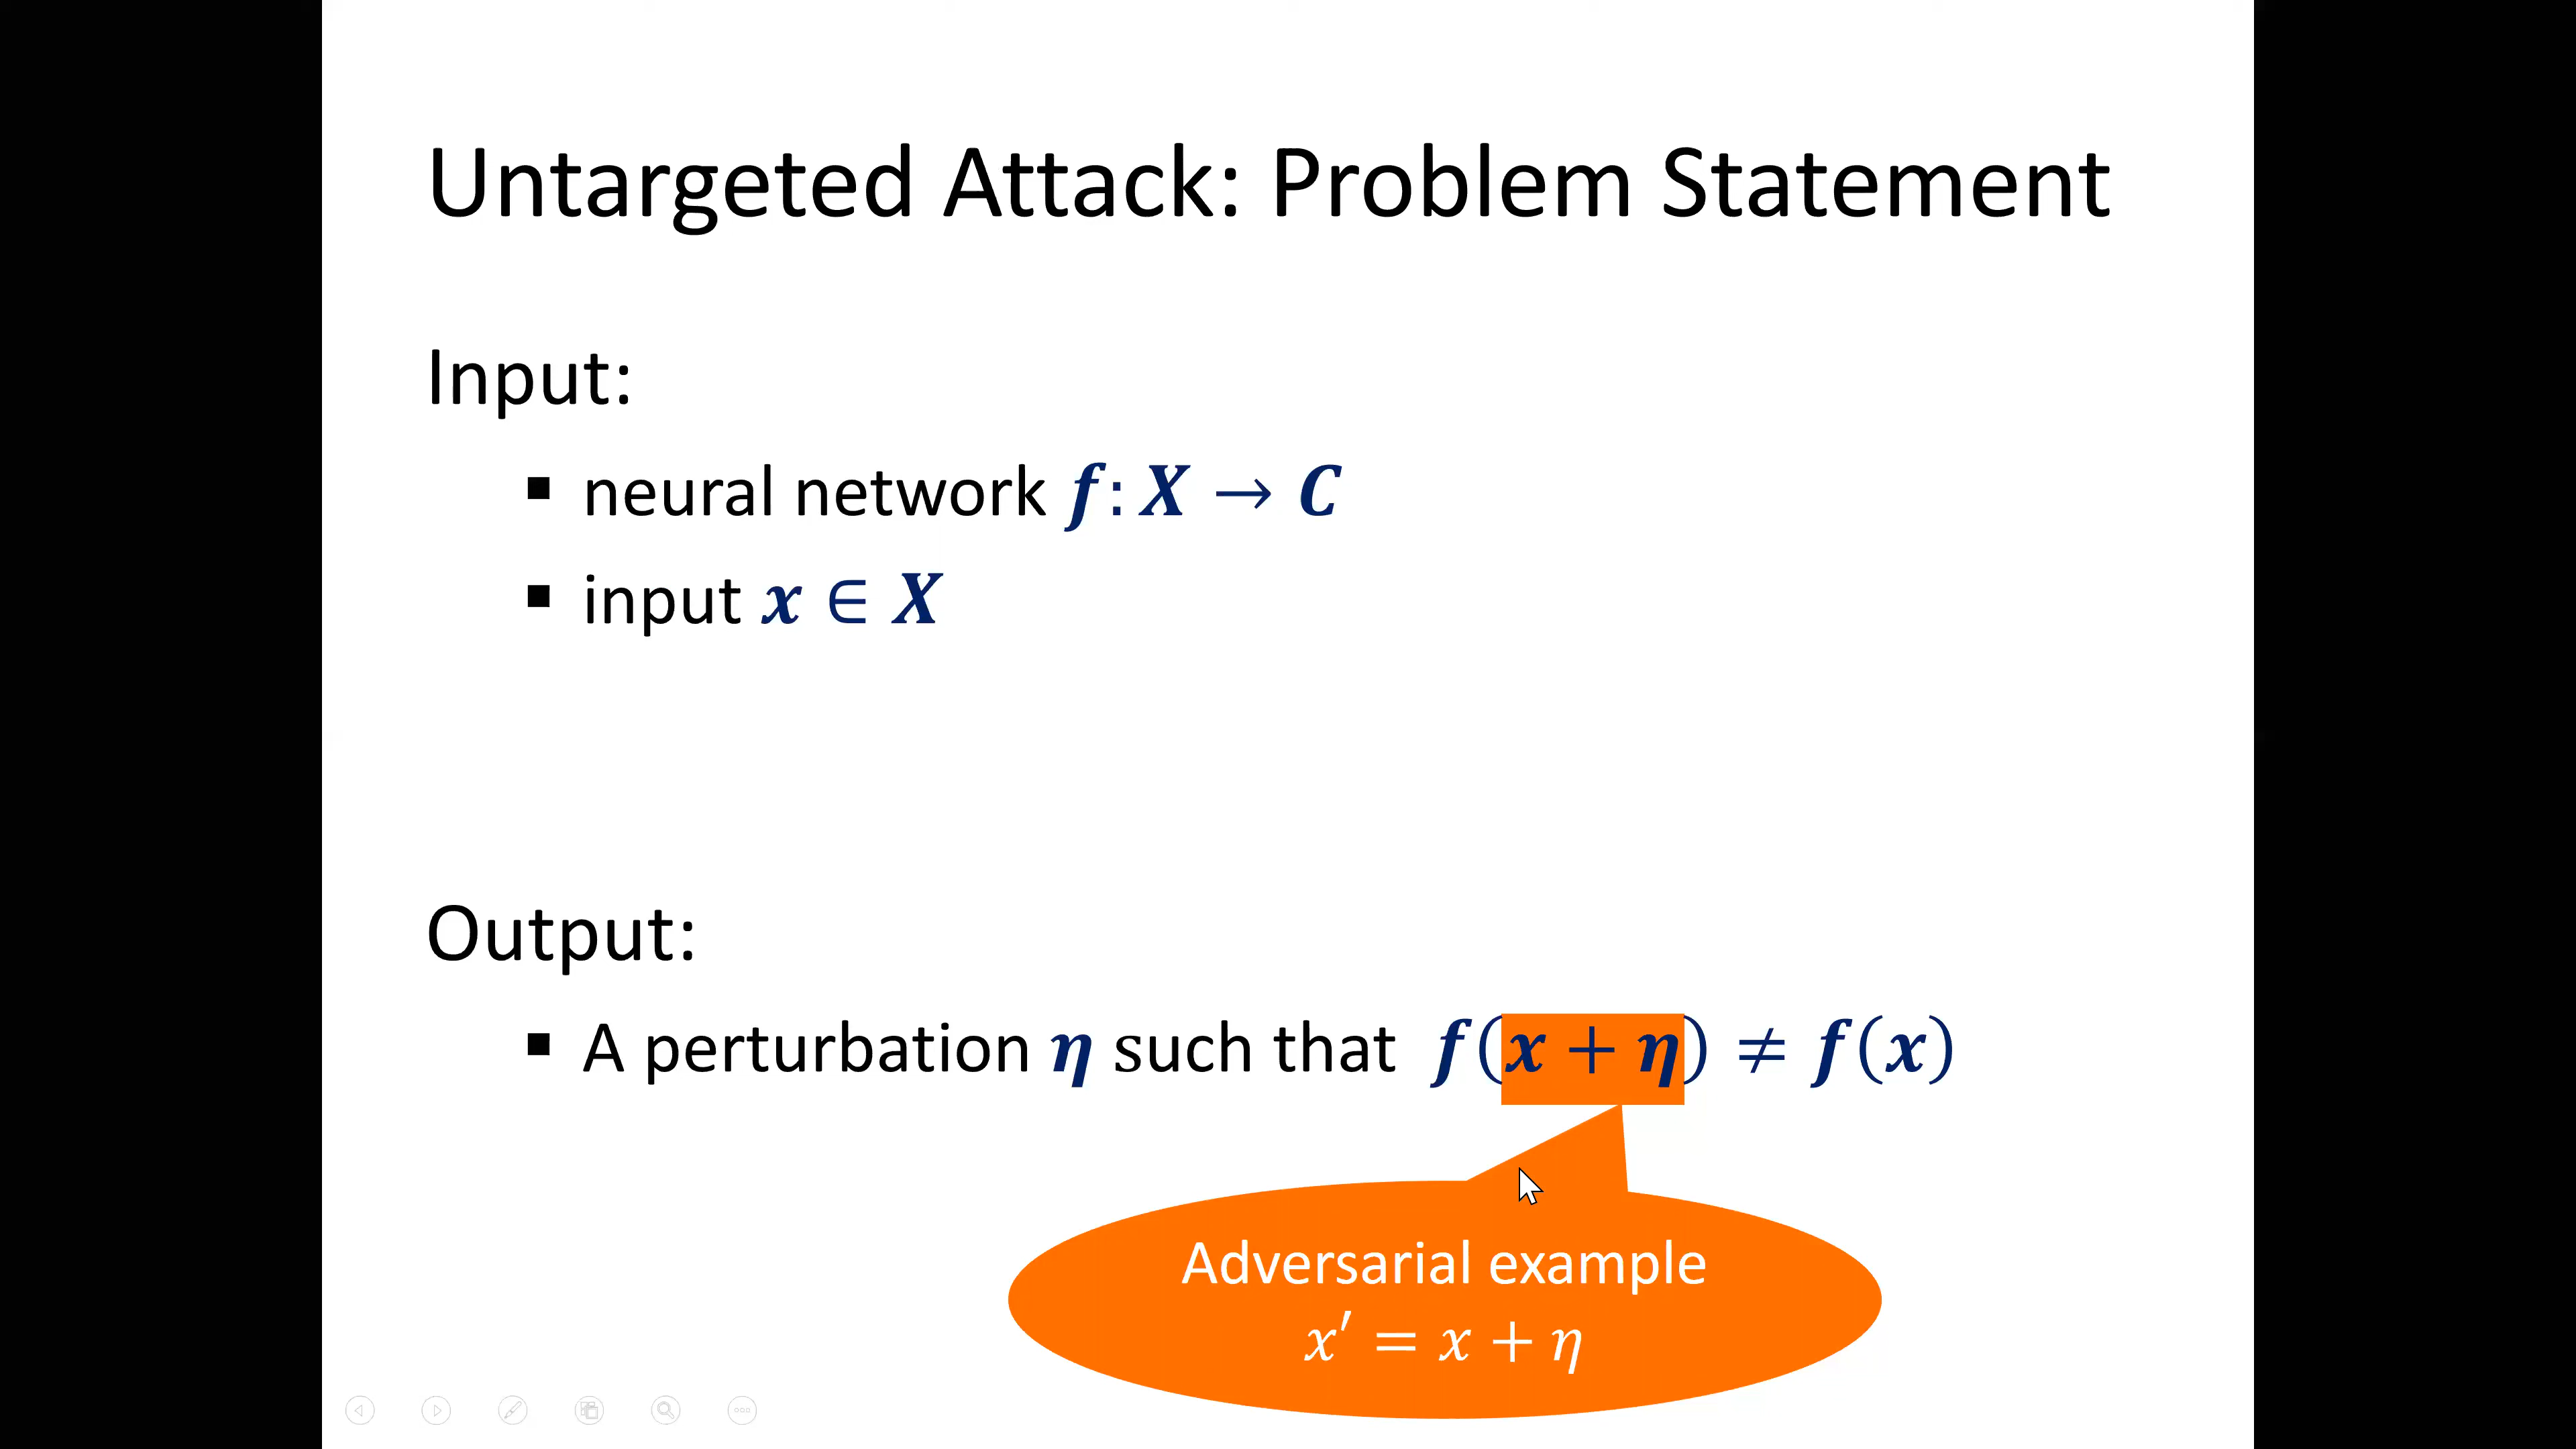 Untargeted Attack: Problem Statement
Input:
▪ neural network f: X → C
▪ input x ∈ X
Output:
▪ A perturbation η such that f(x + η) ≠ f(x)
Adversarial example
x′ = x + η